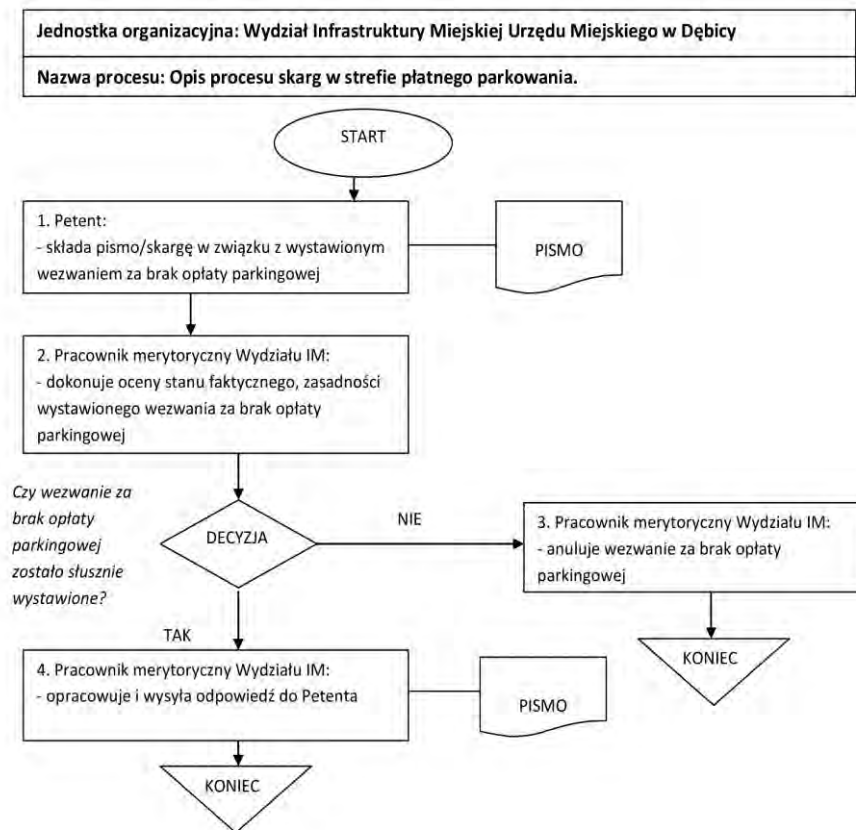 Jednostka organizacyjna: Wydział Infrastruktury Miejskiej Urzędu Miejskiego w Dębicy
Nazwa procesu: Opis procesu skarg w strefie płatnego parkowania.
START
1. Petent:
- składa pismo/skargę w związku z wystawionym
wezwaniem za brak opłaty parkingowej
PISMO
2. Pracownik merytoryczny Wydziału IM:
- dokonuje oceny stanu faktycznego, zasadności
wystawionego wezwania za brak opłaty
parkingowej
Czy wezwanie za
brak opłaty
parkingowej
zostało słusznie
wystawione?
DECYZJA
NIE
3. Pracownik merytoryczny Wydziału IM:
- anuluje wezwanie za brak opłaty
parkingowej
KONIEC
TAK
4. Pracownik merytoryczny Wydziału IM:
- opracowuje i wysyła odpowiedź do Petenta
PISMO
KONIEC